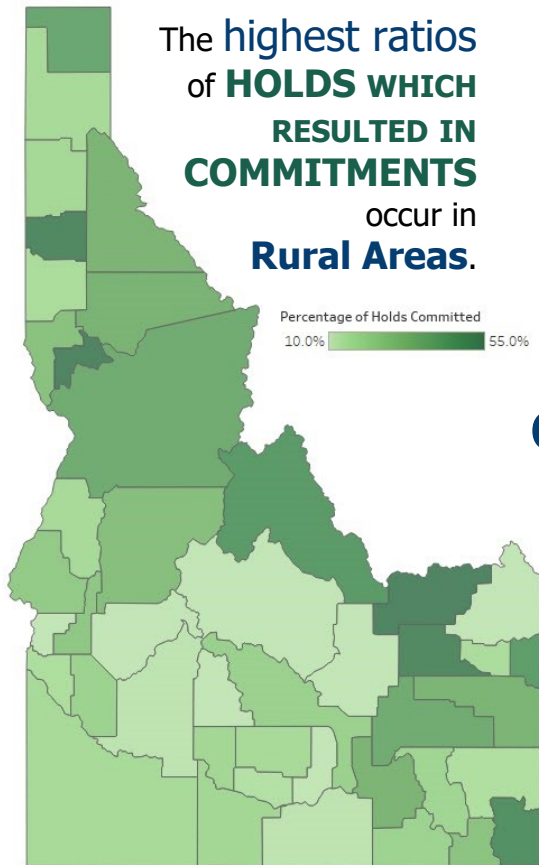 The highest ratios
of HOLDS WHICH
RESULTED IN
COMMITMENTS
occur in
Rural Areas.
Percentage of Holds Committed
10.0% 55.0%